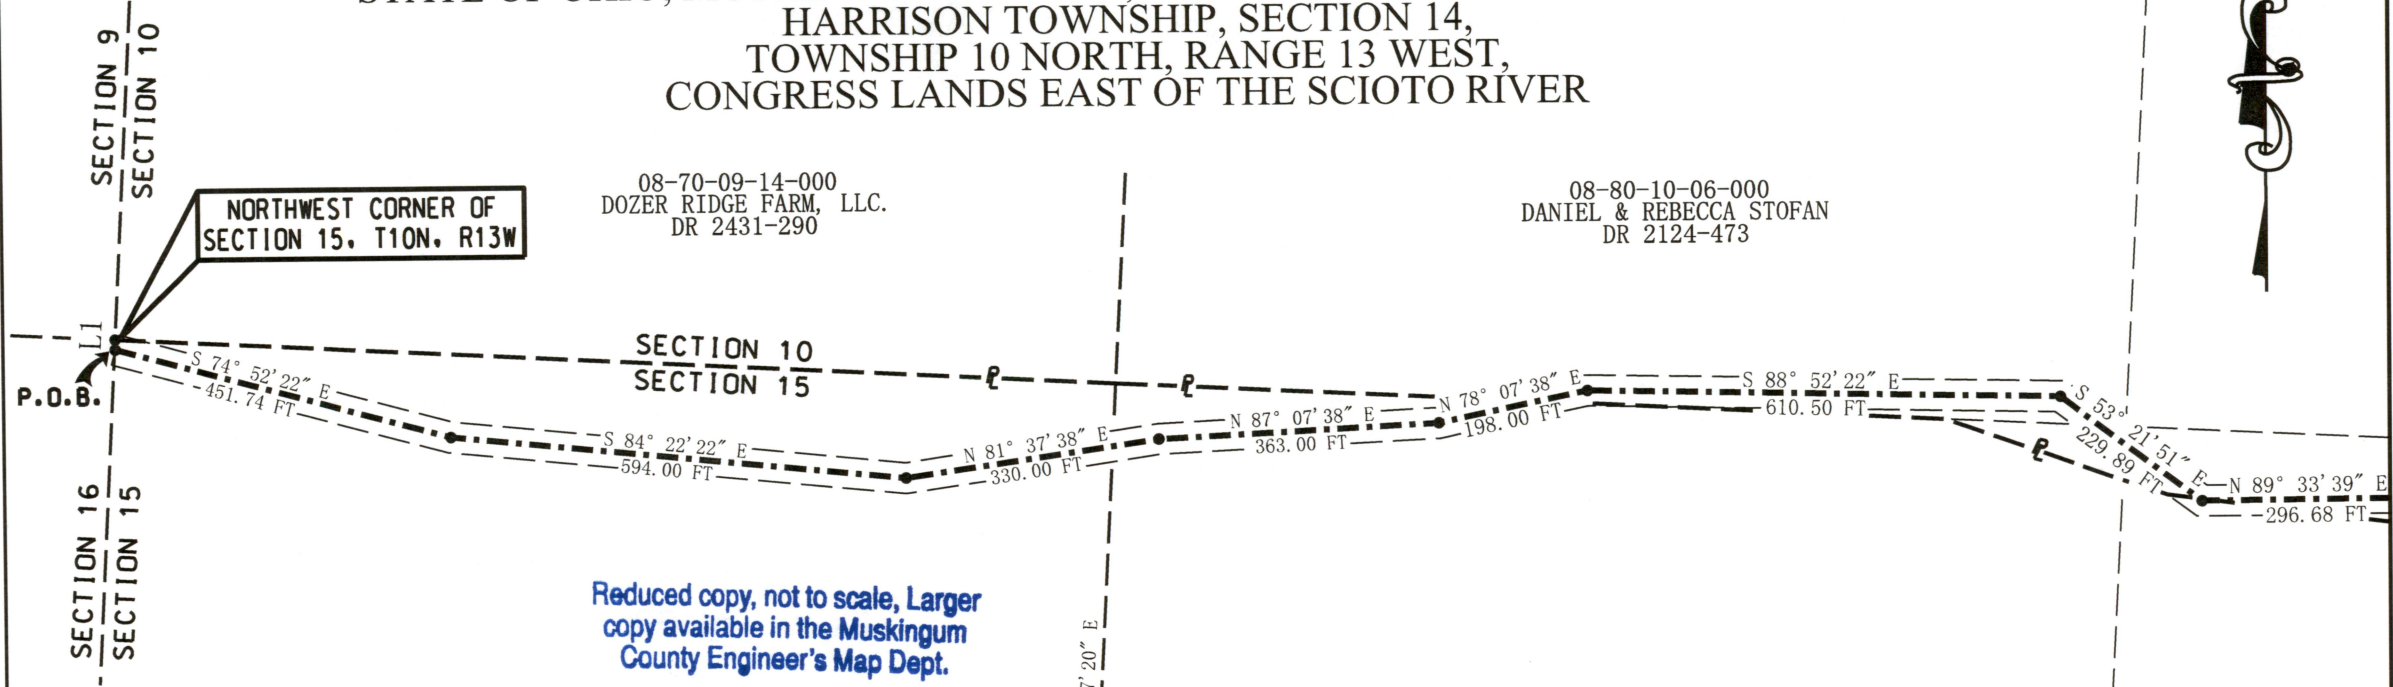 HARRISON TOWNSHIP, SECTION 14,
TOWNSHIP 10 NORTH, RANGE 13 WEST,
CONGRESS LANDS EAST OF THE SCIOTO RIVER
SECTION 9
SECTION 10
NORTHWEST CORNER OF
SECTION 15, T10N, R13W
08-70-09-14-000
DOZER RIDGE FARM, LLC.
DR 2431-290
08-80-10-06-000
DANIEL & REBECCA STOFAN
DR 2124-473
L1
P.O.B.
SECTION 10
SECTION 15
S 74° 52'22" E
451.74 FT
S 84° 22'22" E
594.00 FT
N 81° 37'38" E
330.00 FT
N 87° 07'38" E
363.00 FT
N 78° 07'38" E
198.00 FT
S 88° 52'22" E
610.50 FT
S 53° 21'51" E
229.89 FT
N 89° 33'39" E
296.68 FT
℄
℄
℄
SECTION 16
SECTION 15
Reduced copy, not to scale, Larger
copy available in the Muskingum
County Engineer's Map Dept.
7'20" E